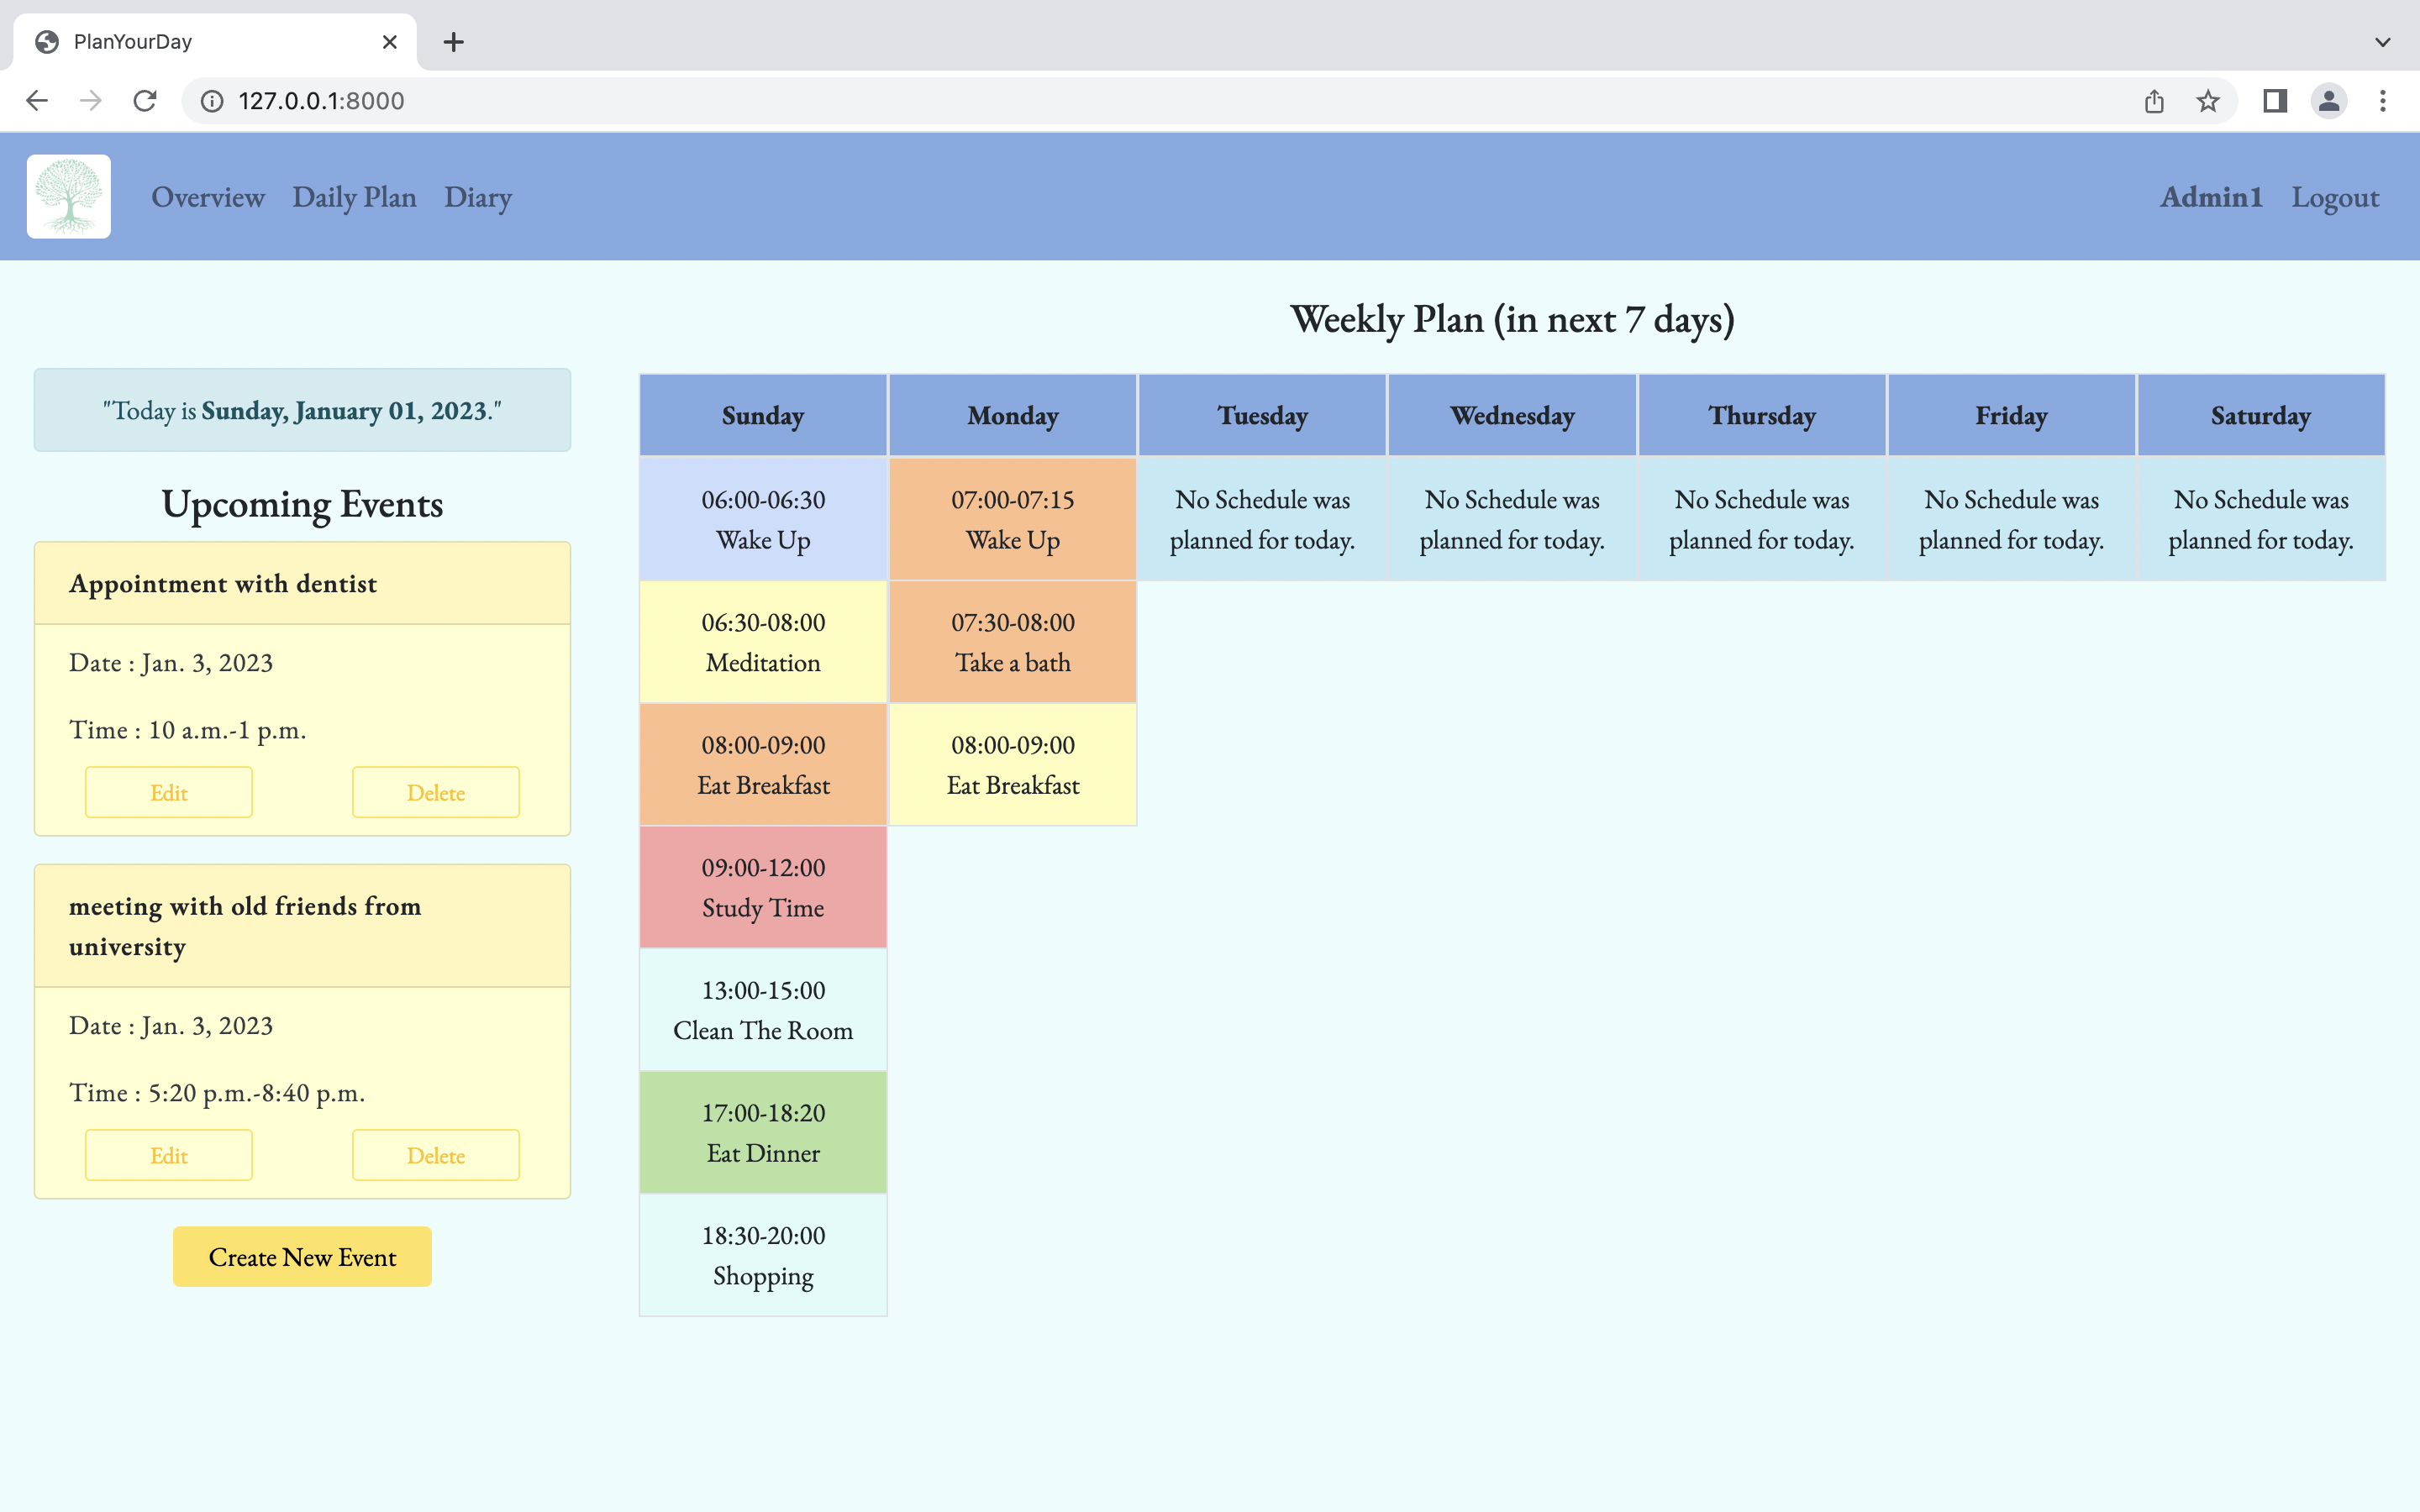 PlanYourDay
127.0.0.1:8000
Overview Daily Plan Diary
Admin1 Logout
"Today is Sunday, January 01, 2023."
Upcoming Events
Appointment with dentist
Date : Jan. 3, 2023
Time : 10 a.m.-1 p.m.
Edit Delete
meeting with old friends from
university
Date : Jan. 3, 2023
Time : 5:20 p.m.-8:40 p.m.
Edit Delete
Create New Event
Weekly Plan (in next 7 days)
Sunday Monday Tuesday Wednesday Thursday Friday Saturday
06:00-06:30 07:00-07:15 No Schedule was No Schedule was No Schedule was No Schedule was No Schedule was
Wake Up Wake Up planned for today. planned for today. planned for today. planned for today. planned for today.
06:30-08:00 07:30-08:00
Meditation Take a bath
08:00-09:00 08:00-09:00
Eat Breakfast Eat Breakfast
09:00-12:00
Study Time
13:00-15:00
Clean The Room
17:00-18:20
Eat Dinner
18:30-20:00
Shopping